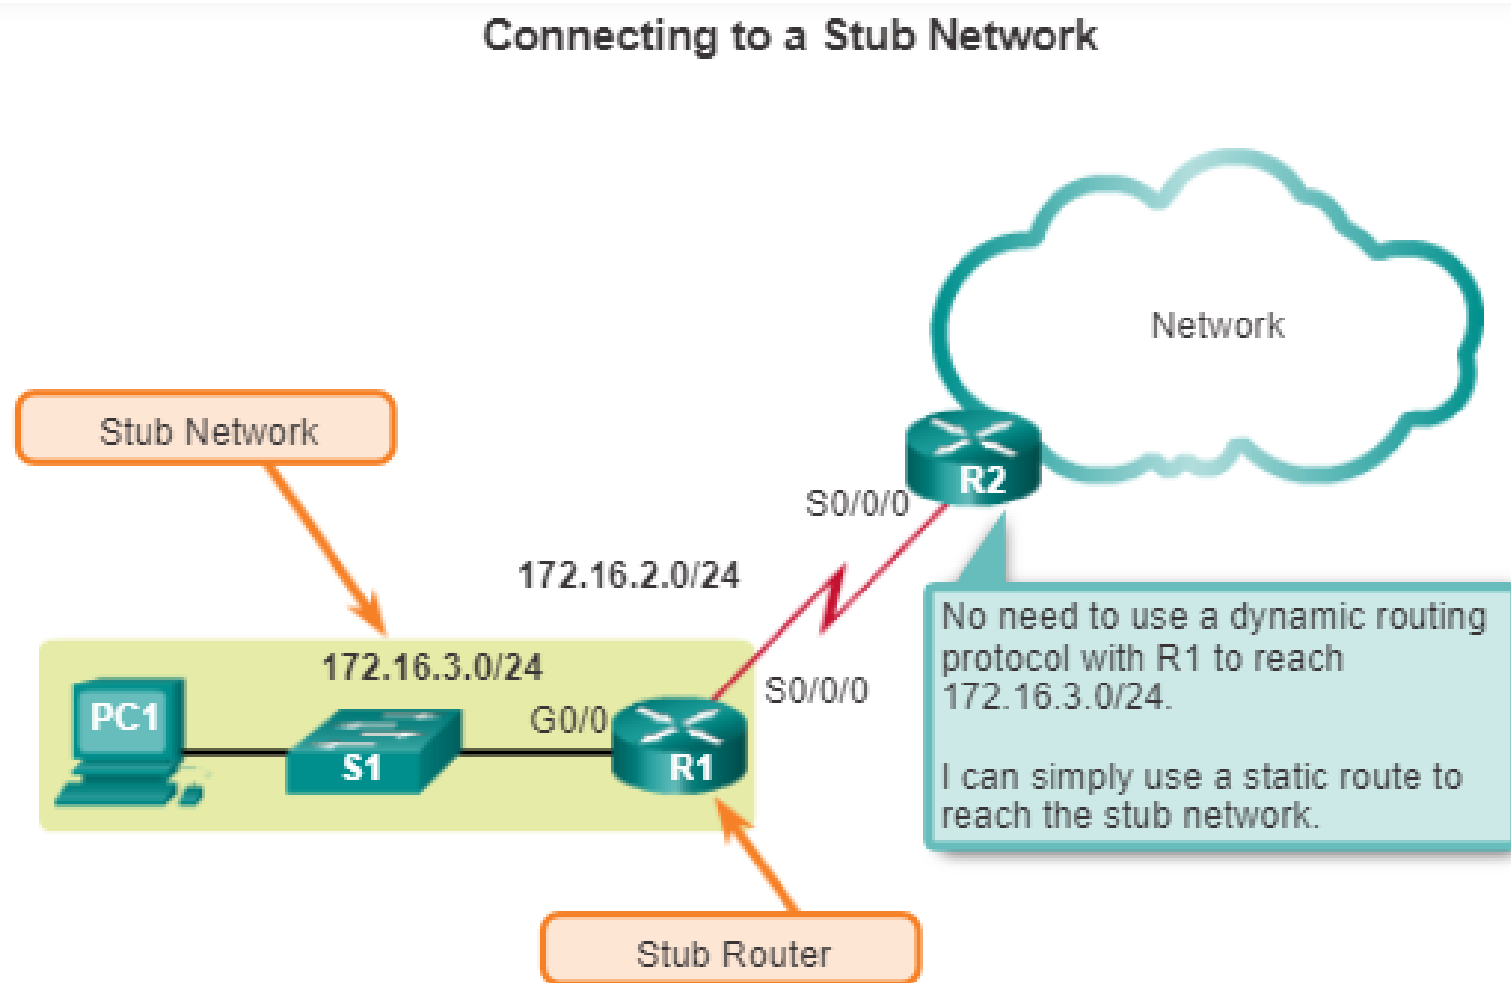 Connecting to a Stub Network
Network
Stub Network
R2
S0/0/0
172.16.2.0/24
No need to use a dynamic routing
protocol with R1 to reach
172.16.3.0/24.
I can simply use a static route to
reach the stub network.
172.16.3.0/24
S0/0/0
PC1
G0/0
S1
R1
Stub Router